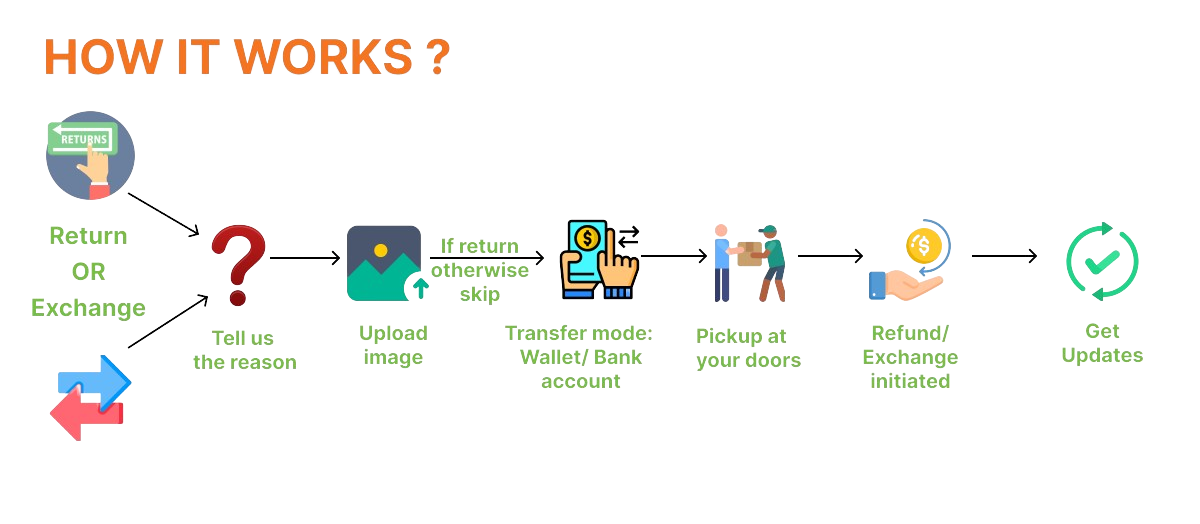 HOW IT WORKS ?
RETURNS
Return
OR
Exchange
Tell us
the reason
Upload
image
If return
otherwise
skip
Transfer mode:
Wallet/ Bank
account
Pickup at
your doors
Refund/
Exchange
initiated
Get
Updates